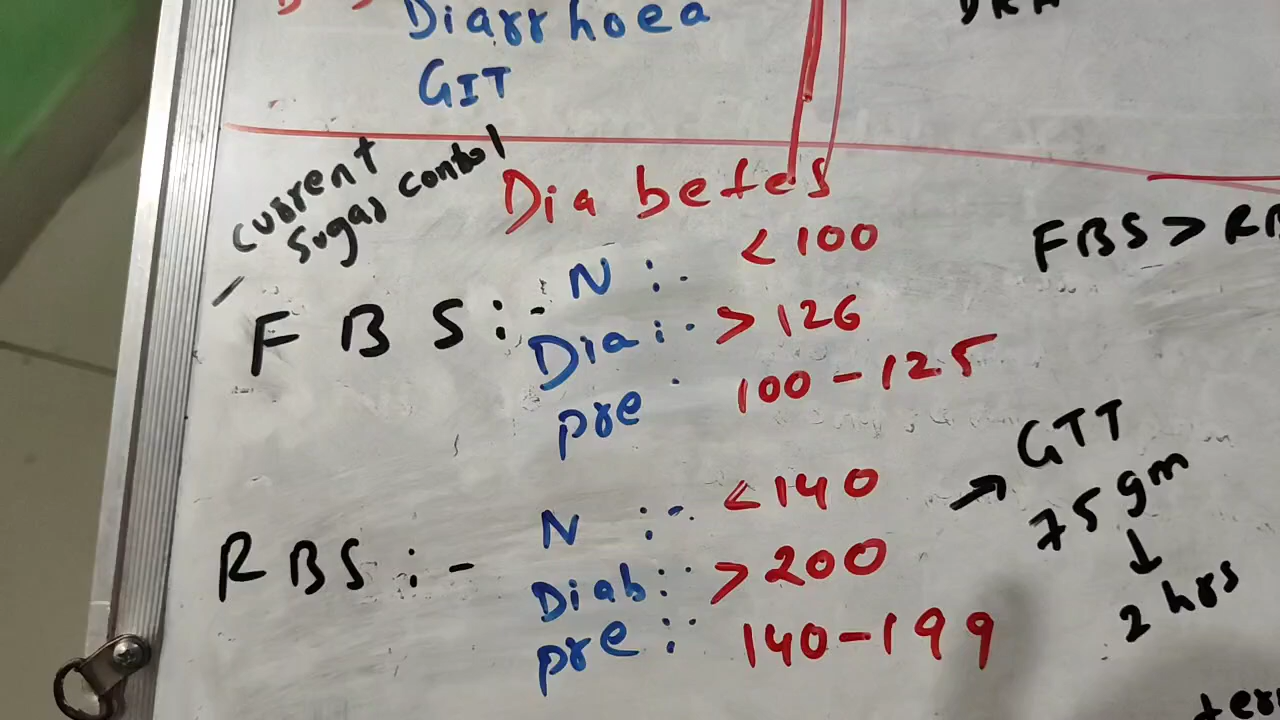 Diarrhoea
GIT
current
sugar control
Diabetes
FBS:- N :- <100
Dia:- >126
pre - 100-125
FBS > RB
RBS:- N :- <140
Diab:- >200
pre :- 140-199
→ GTT
75 gm
↓
2 hrs